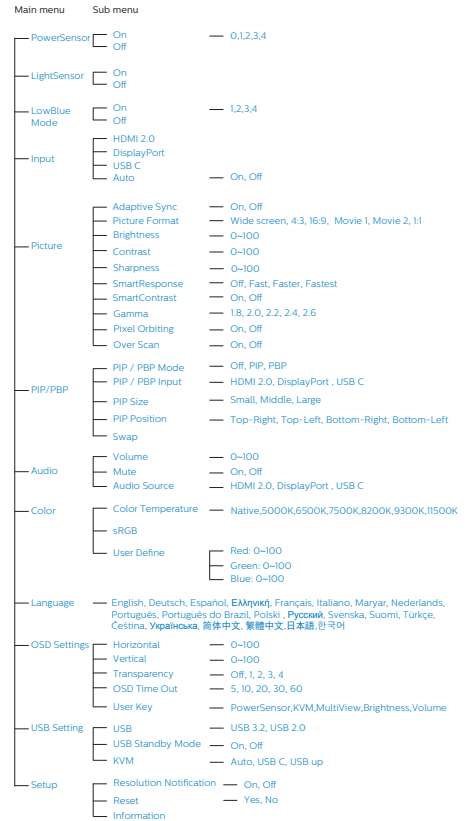 Main menu Sub menu
PowerSensor On 0,1,2,3,4
Off
LightSensor On
Off
LowBlue Mode On 1,2,3,4
Off
Input HDMI 2.0
DisplayPort
USB C
Auto On, Off
Picture Adaptive Sync On, Off
Picture Format Wide screen, 4:3, 16:9, Movie 1, Movie 2, 1:1
Brightness 0~100
Contrast 0~100
Sharpness 0~100
SmartResponse Off, Fast, Faster, Fastest
SmartContrast On, Off
Gamma 1.8, 2.0, 2.2, 2.4, 2.6
Pixel Orbiting On, Off
Over Scan On, Off
PIP/PBP PIP / PBP Mode Off, PIP, PBP
PIP / PBP Input HDMI 2.0, DisplayPort , USB C
PIP Size Small, Middle, Large
PIP Position Top-Right, Top-Left, Bottom-Right, Bottom-Left
Swap
Audio Volume 0~100
Mute On, Off
Audio Source HDMI 2.0, DisplayPort , USB C
Color Color Temperature Native,5000K,6500K,7500K,8200K,9300K,11500K
sRGB
User Define Red: 0~100
Green: 0~100
Blue: 0~100
Language English, Deutsch, Español, Ελληνική, Français, Italiano, Maryar, Nederlands,
Português, Português do Brazil, Polski , Русский, Svenska, Suomi, Türkçe,
Čeština, Українська, 简体中文, 繁體中文,日本語,한국어
OSD Settings Horizontal 0~100
Vertical 0~100
Transparency Off, 1, 2, 3, 4
OSD Time Out 5, 10, 20, 30, 60
User Key PowerSensor,KVM,MultiView,Brightness,Volume
USB Setting USB USB 3.2, USB 2.0
USB Standby Mode On, Off
KVM Auto, USB C, USB up
Setup Resolution Notification On, Off
Reset Yes, No
Information